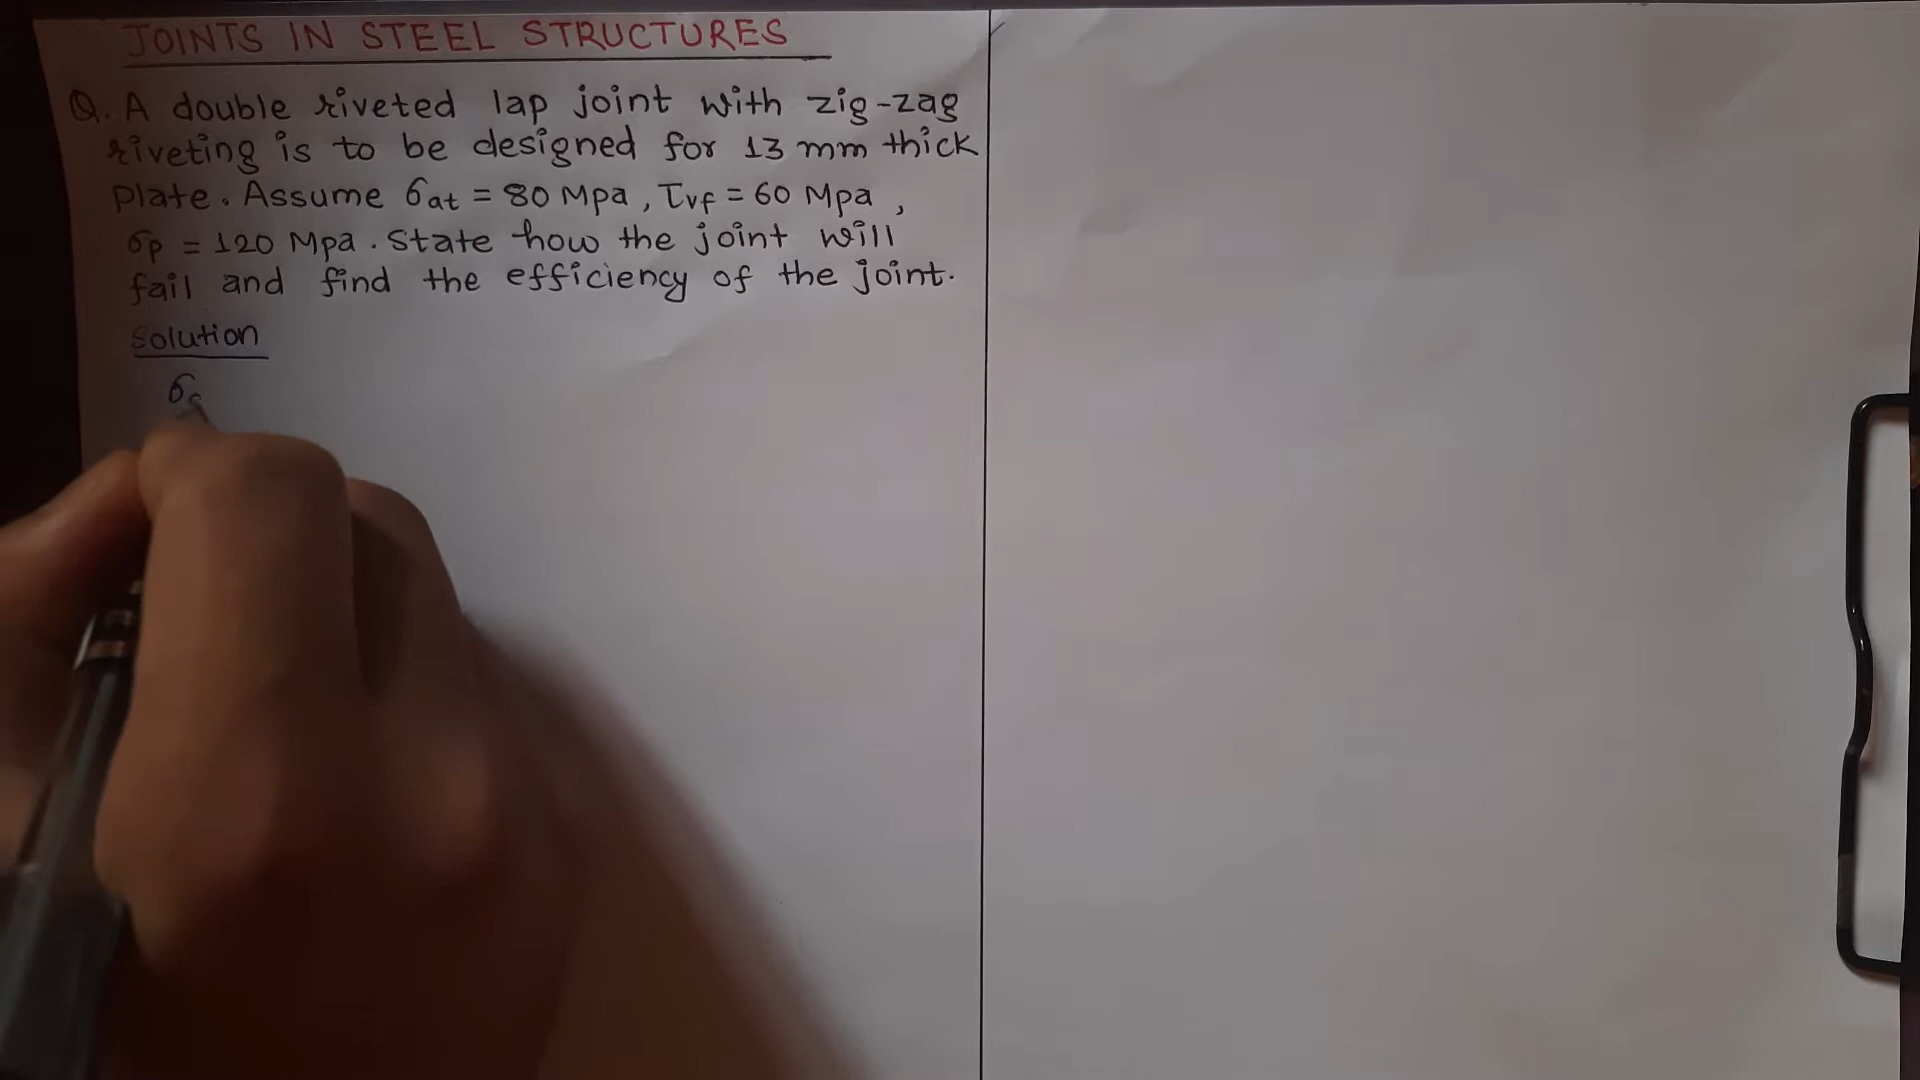 JOINTS IN STEEL STRUCTURES
Q. A double riveted lap joint with zig-zag
riveting is to be designed for 13 mm thick
plate. Assume σat = 80 Mpa, τvf = 60 Mpa,
σp = 120 Mpa. State how the joint will
fail and find the efficiency of the joint.
Solution
σ